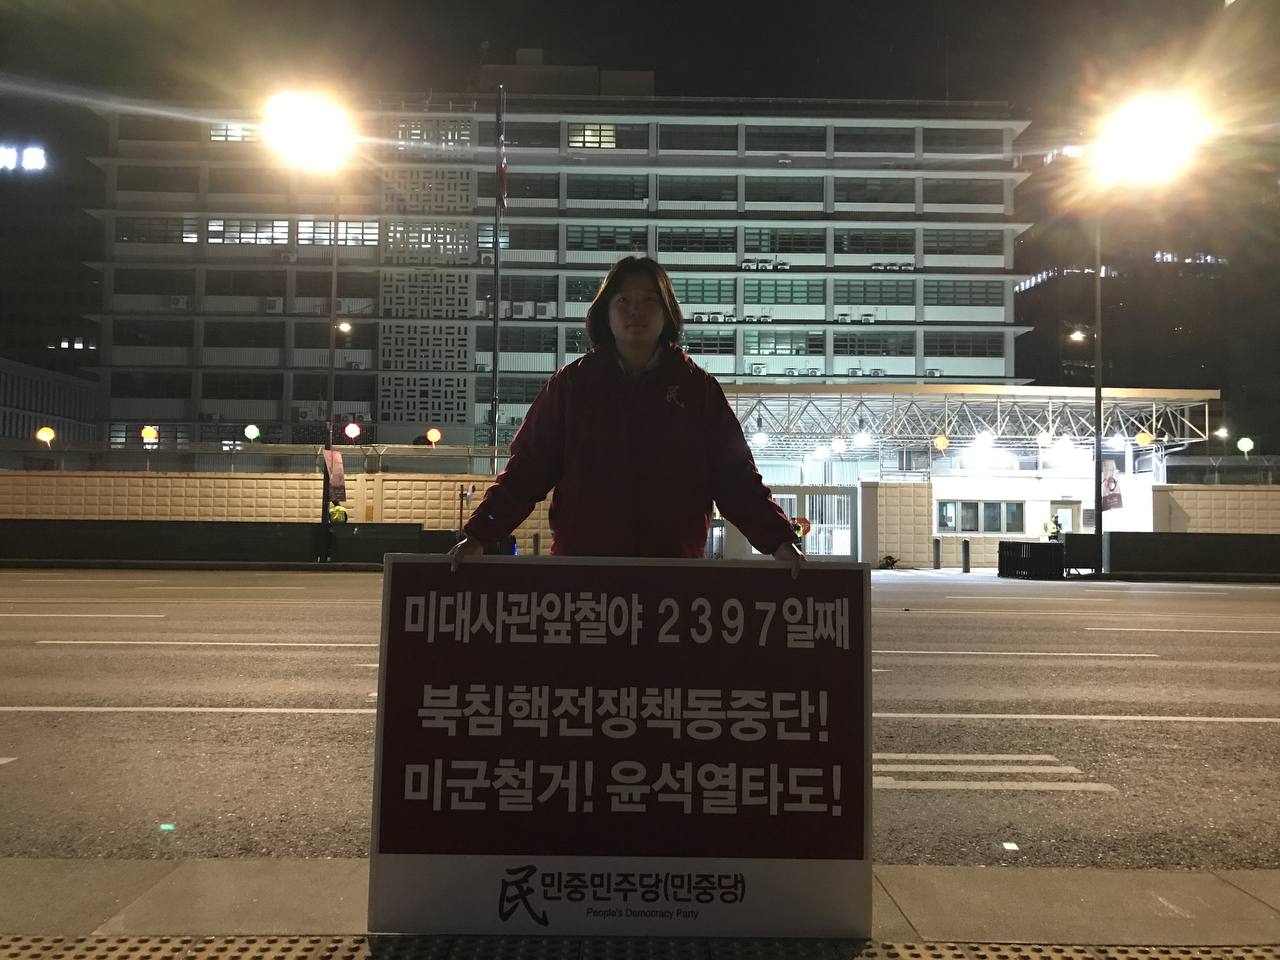 미대사관앞철야 2397일째
북침핵전쟁책동중단!
미군철거! 윤석열타도!
民 민중민주당(민중당)
People's Democracy Party
民